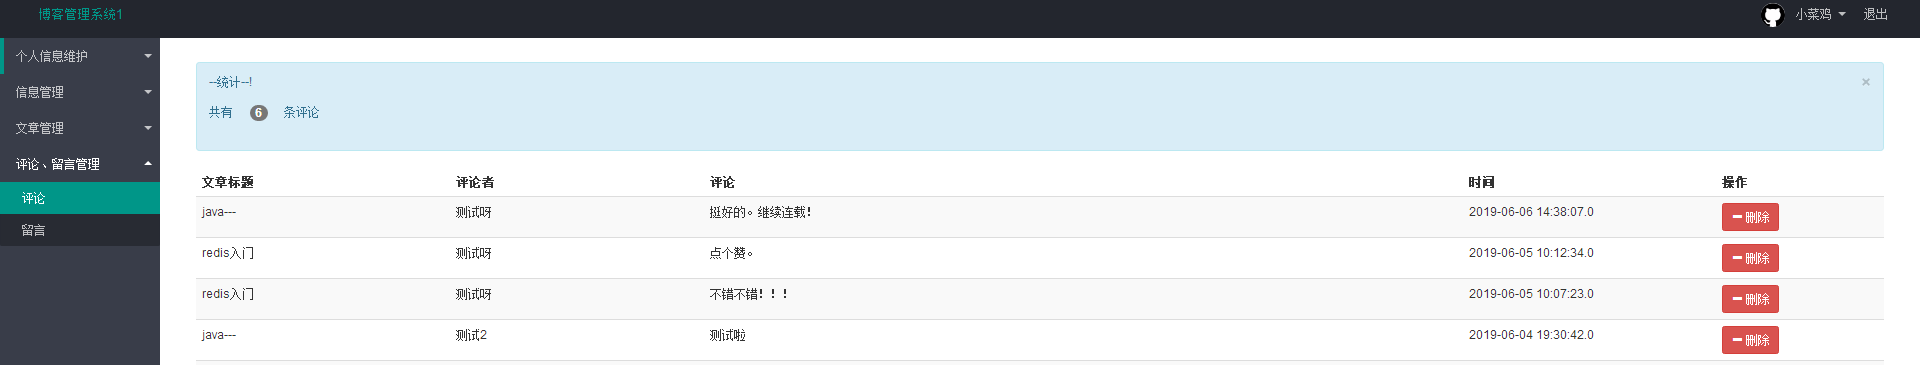 博客管理系统1
小菜鸡 退出
个人信息维护
信息管理
文章管理
评论、留言管理
评论
留言
--统计--!
×
共有 6 条评论
文章标题 评论者 评论 时间 操作
java--- 测试呀 挺好的。继续连载! 2019-06-06 14:38:07.0 删除
redis入门 测试呀 点个赞。 2019-06-05 10:12:34.0 删除
redis入门 测试呀 不错不错！！！ 2019-06-05 10:07:23.0 删除
java--- 测试2 测试啦 2019-06-04 19:30:42.0 删除